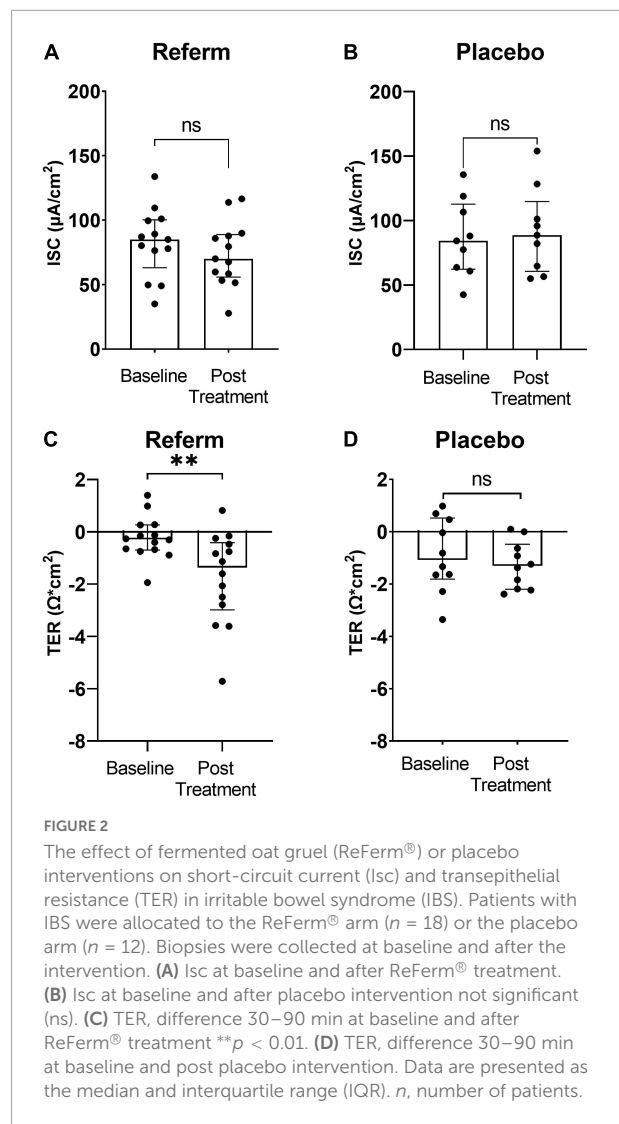 A Referm
ISC (µA/cm²)
200
150
100
50
0
ns
Baseline Post
Treatment
B Placebo
ISC (µA/cm²)
200
150
100
50
0
ns
Baseline Post
Treatment
C Referm
TER (Ω*cm²)
2
0
-2
-4
-6
-8
**
Baseline Post
Treatment
D Placebo
TER (Ω*cm²)
2
0
-2
-4
-6
-8
ns
Baseline Post
Treatment
FIGURE 2
The effect of fermented oat gruel (ReFerm®) or placebo
interventions on short-circuit current (Isc) and transepithelial
resistance (TER) in irritable bowel syndrome (IBS). Patients with
IBS were allocated to the ReFerm® arm (n = 18) or the placebo
arm (n = 12). Biopsies were collected at baseline and after the
intervention. (A) Isc at baseline and after ReFerm® treatment.
(B) Isc at baseline and after placebo intervention not significant
(ns). (C) TER, difference 30–90 min at baseline and after
ReFerm® treatment **p < 0.01. (D) TER, difference 30–90 min
at baseline and post placebo intervention. Data are presented as
the median and interquartile range (IQR). n, number of patients.